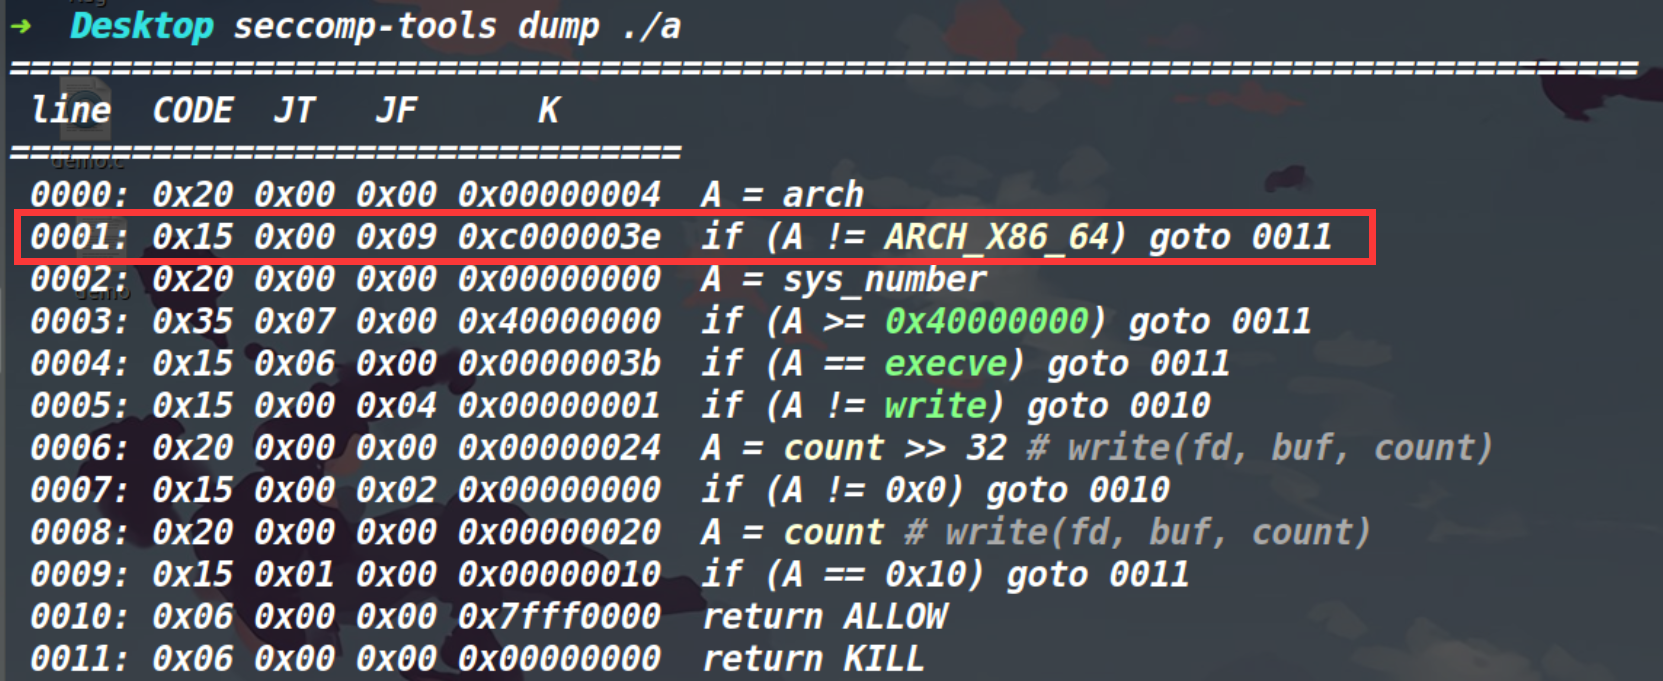 → Desktop seccomp-tools dump ./a
=================================================================================
line CODE JT JF K
=================================
0000: 0x20 0x00 0x00 0x00000004 A = arch
0001: 0x15 0x00 0x09 0xc000003e if (A != ARCH_X86_64) goto 0011
0002: 0x20 0x00 0x00 0x00000000 A = sys_number
0003: 0x35 0x07 0x00 0x40000000 if (A >= 0x40000000) goto 0011
0004: 0x15 0x06 0x00 0x0000003b if (A == execve) goto 0011
0005: 0x15 0x00 0x04 0x00000001 if (A != write) goto 0010
0006: 0x20 0x00 0x00 0x00000024 A = count >> 32 # write(fd, buf, count)
0007: 0x15 0x00 0x02 0x00000000 if (A != 0x0) goto 0010
0008: 0x20 0x00 0x00 0x00000020 A = count # write(fd, buf, count)
0009: 0x15 0x01 0x00 0x00000010 if (A == 0x10) goto 0011
0010: 0x06 0x00 0x00 0x7fff0000 return ALLOW
0011: 0x06 0x00 0x00 0x00000000 return KILL
demo.c
demo